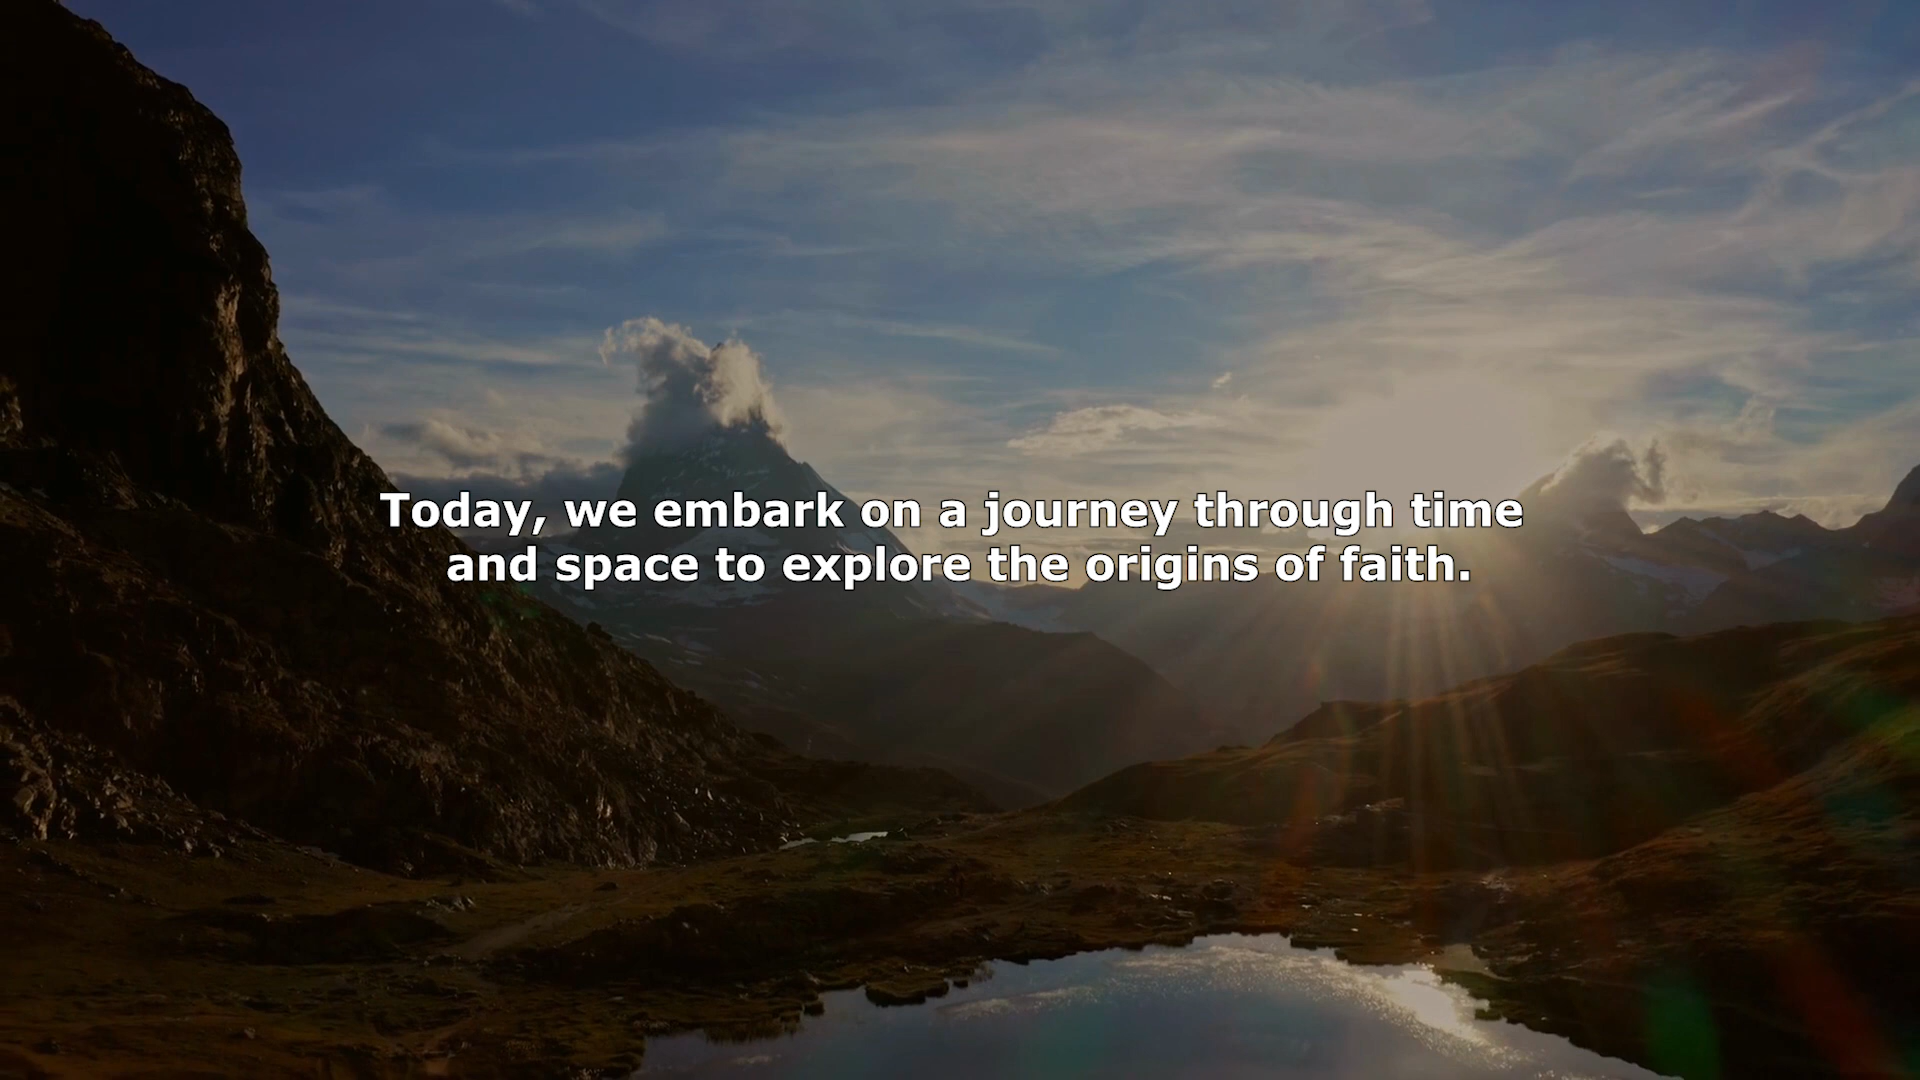 Today, we embark on a journey through time
and space to explore the origins of faith.